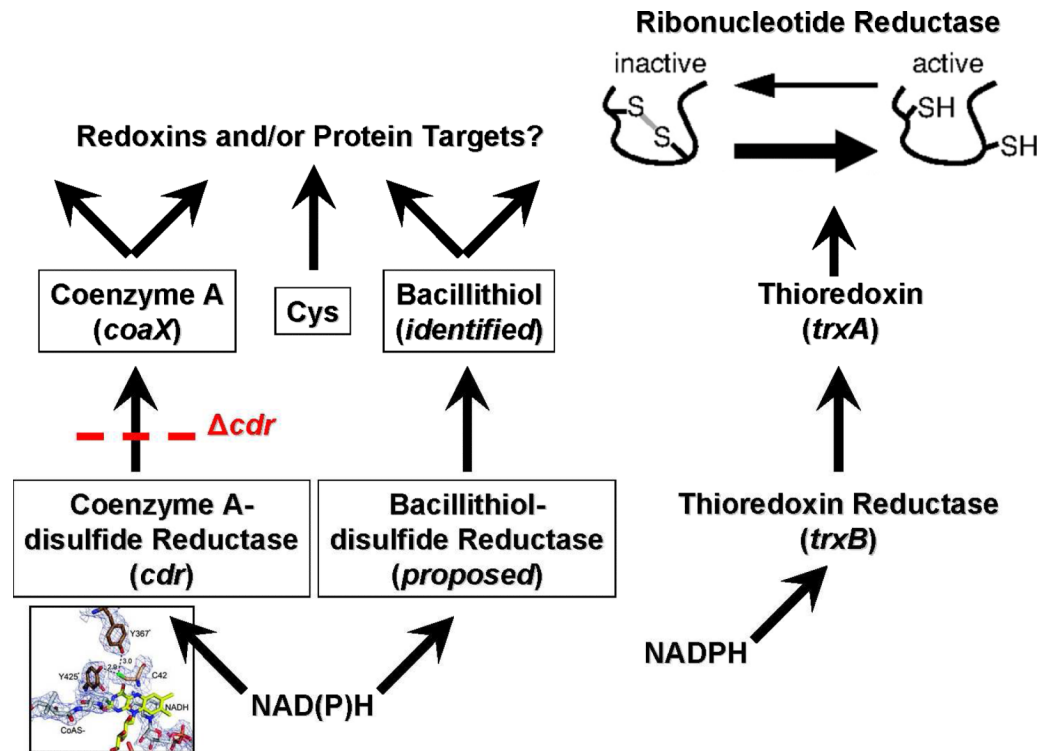 Ribonucleotide Reductase
inactive
active
S
S
SH
SH
Redoxins and/or Protein Targets?
Coenzyme A
(coaX)
Cys
Bacillithiol
(identified)
Thioredoxin
(trxA)
Δcdr
Coenzyme A-
disulfide Reductase
(cdr)
Bacillithiol-
disulfide Reductase
(proposed)
Thioredoxin Reductase
(trxB)
Y367'
2.9
3.0
Y425'
C42
NADH
CoAS-
NAD(P)H
NADPH